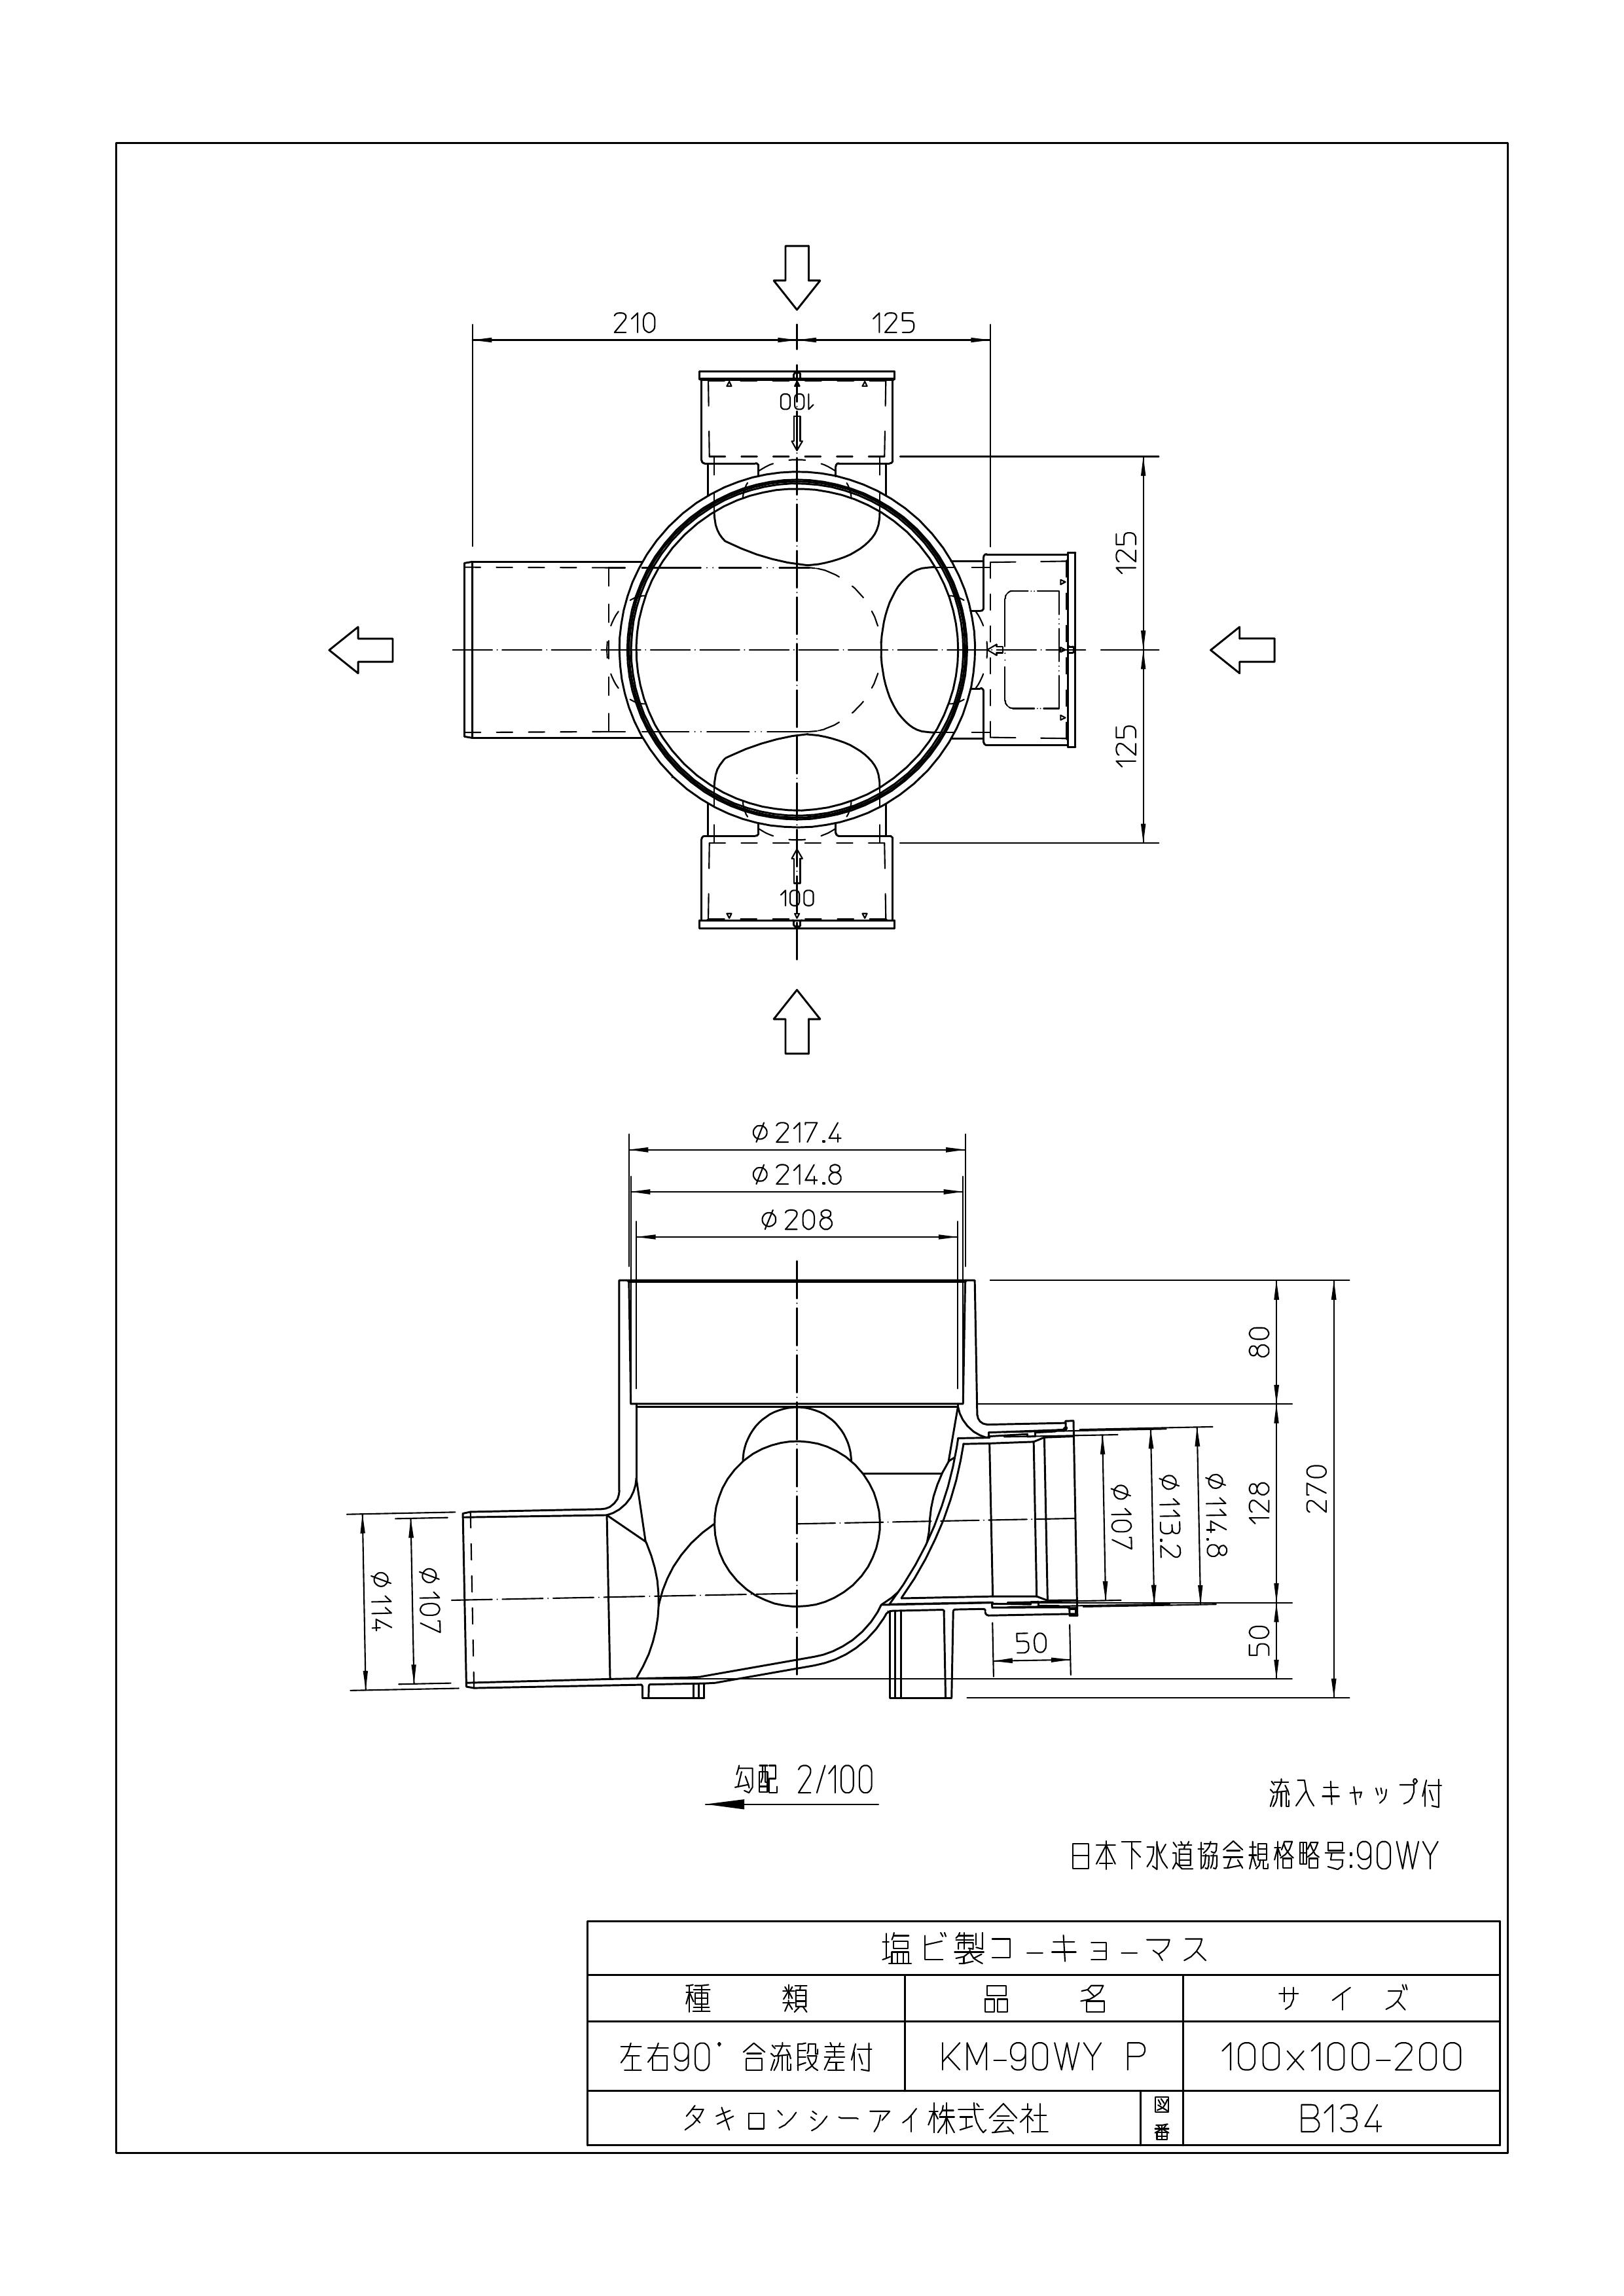 210
125
100
125
125
100
φ217.4
φ214.8
φ208
80
128
270
50
φ107
φ113.2
φ114.8
50
φ107
φ114
勾配 2/100
流入キャップ付
日本下水道協会規格略号:90WY
塩ビ製コーキョーマス
種 類 品 名 サ イ ズ
左右90° 合流段差付 KM-90WY P 100x100-200
タキロンシーアイ株式会社 図番 B134